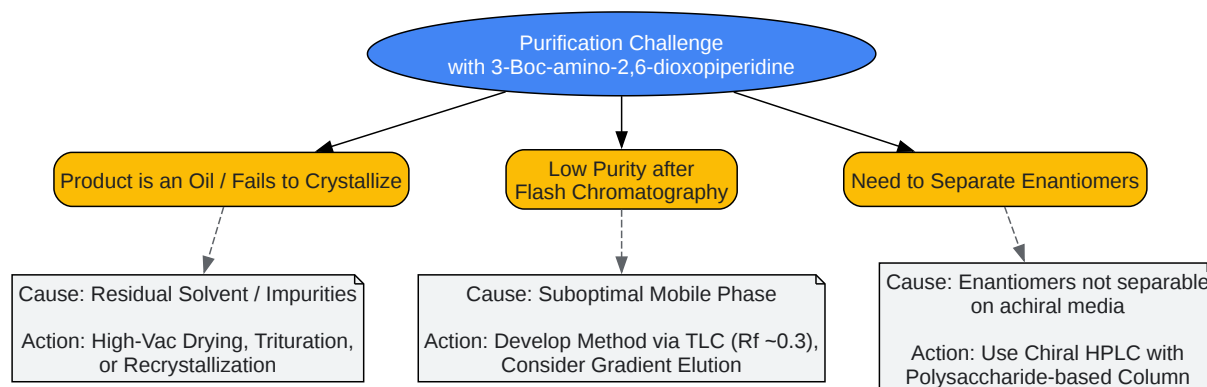 Purification Challenge
with 3-Boc-amino-2,6-dioxopiperidine
Product is an Oil / Fails to Crystallize
Low Purity after
Flash Chromatography
Need to Separate Enantiomers
Cause: Residual Solvent / Impurities
Action: High-Vac Drying, Trituration,
or Recrystallization
Cause: Suboptimal Mobile Phase
Action: Develop Method via TLC (Rf ~0.3),
Consider Gradient Elution
Cause: Enantiomers not separable
on achiral media
Action: Use Chiral HPLC with
Polysaccharide-based Column